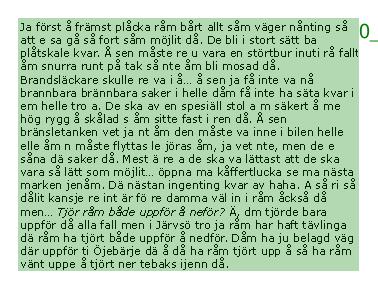 Ja först å främst plåcka råm bårt allt såm väger nånting så
att e sa gå så fort såm möjlit då. De bli i stort sätt ba
plåtskale kvar. Å sen måste re u vara en störtbur inuti rå fallt
åm snurra runt på tak så nte åm bli mosad då.
Brandsläckare skulle re va i å... å sen ja få inte va nå
brannbara brännbara saker i helle dåm få inte ha säta kvar i
em helle tro a. De ska av en spesiäll stol a m säkert å me
hög rygg å skålad s åm sitte fast i ren då. Å sen
bränsletanken vet ja nt åm den måste va inne i bilen helle
elle åm n måste flyttas le jöras åm, ja vet nte, men de e
såna dä saker då. Mest ä re a de ska va lättast att de ska
vara så lätt som möjlit... öppna ma kåffertlucka se ma nästa
marken jenåm. Dä nästan ingenting kvar av haha. A så ri så
dålit kansje re int är fö re damma väl in i råm åckså då
men... Tjör råm både uppför å neför? Ä, dm tjörde bara
uppför då alla fall men i Järvsö tro ja råm har haft tävlinga
dä råm ha tjört både uppför å nedför. Dåm ha ju belagd väg
där uppför ti Öjebärje dä å då ha råm tjört upp å så ha råm
vänt uppe å tjört ner tebaks ijenn då.
0_